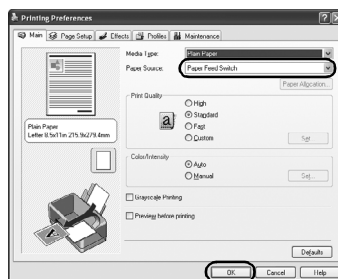 Printing Preferences
Main Page Setup Effects Profiles Maintenance
Media Type: Plain Paper
Paper Source: Paper Feed Switch
Paper Allocation...
Print Quality
High
Standard
Fast
Custom
Set
Plain Paper
Letter 8.5x11in 215.9x279.4mm
Color/Intensity
Auto
Manual
Set...
Grayscale Printing
Preview before printing
Defaults
OK Cancel Help